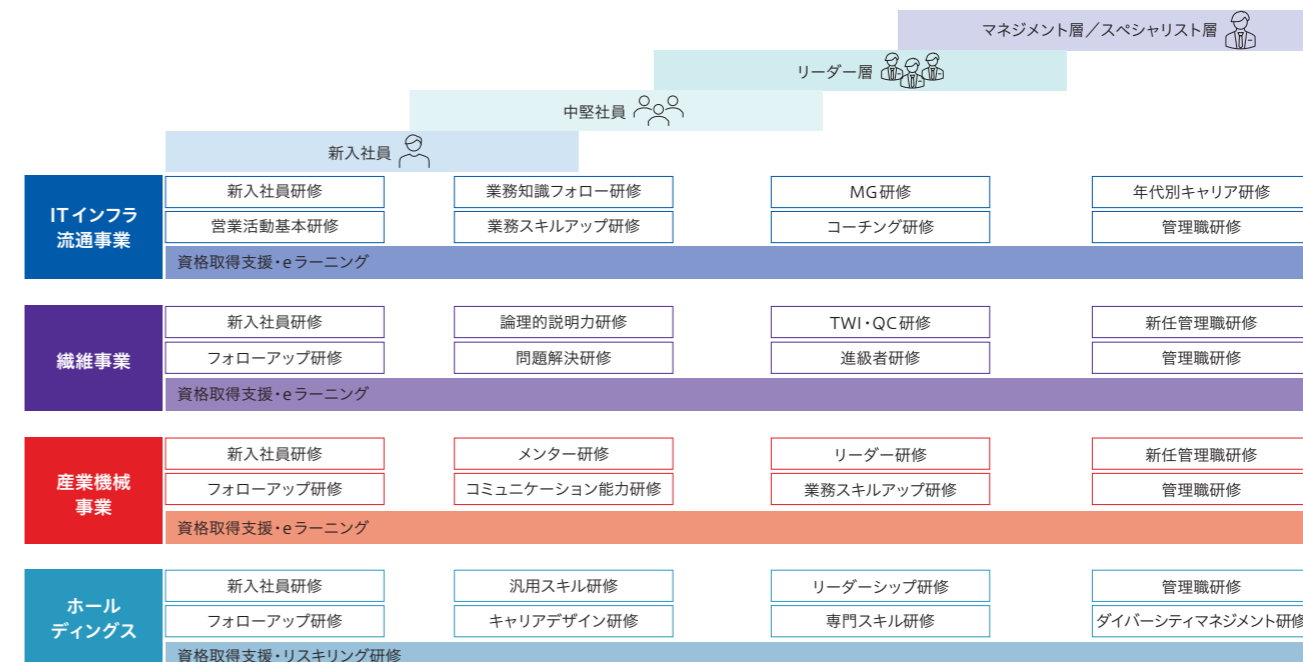 マネジメント層／スペシャリスト層
リーダー層
中堅社員
新入社員
ITインフラ
流通事業
新入社員研修
業務知識フォロー研修
MG研修
年代別キャリア研修
営業活動基本研修
業務スキルアップ研修
コーチング研修
管理職研修
資格取得支援・eラーニング
繊維事業
新入社員研修
論理的説明力研修
TWI・QC研修
新任管理職研修
フォローアップ研修
問題解決研修
進級者研修
管理職研修
資格取得支援・eラーニング
産業機械
事業
新入社員研修
メンター研修
リーダー研修
新任管理職研修
フォローアップ研修
コミュニケーション能力研修
業務スキルアップ研修
管理職研修
資格取得支援・eラーニング
ホール
ディングス
新入社員研修
汎用スキル研修
リーダーシップ研修
管理職研修
フォローアップ研修
キャリアデザイン研修
専門スキル研修
ダイバーシティマネジメント研修
資格取得支援・リスキリング研修